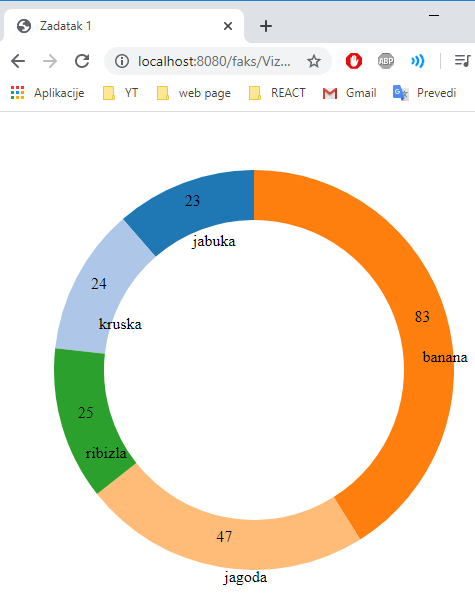 Zadatak 1
localhost:8080/faks/Viz...
ABP
Aplikacije YT web page REACT Gmail Prevedi
23
jabuka
24
kruska
83
banana
25
ribizla
47
jagoda